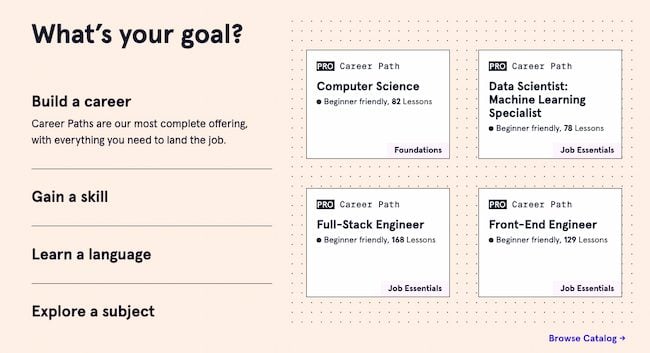 What's your goal?
Build a career
Career Paths are our most complete offering,
with everything you need to land the job.
Gain a skill
Learn a language
Explore a subject
PRO Career Path
Computer Science
Beginner friendly, 82 Lessons
Foundations
PRO Career Path
Data Scientist:
Machine Learning
Specialist
Beginner friendly, 78 Lessons
Job Essentials
PRO Career Path
Full-Stack Engineer
Beginner friendly, 168 Lessons
Job Essentials
PRO Career Path
Front-End Engineer
Beginner friendly, 129 Lessons
Job Essentials
Browse Catalog →